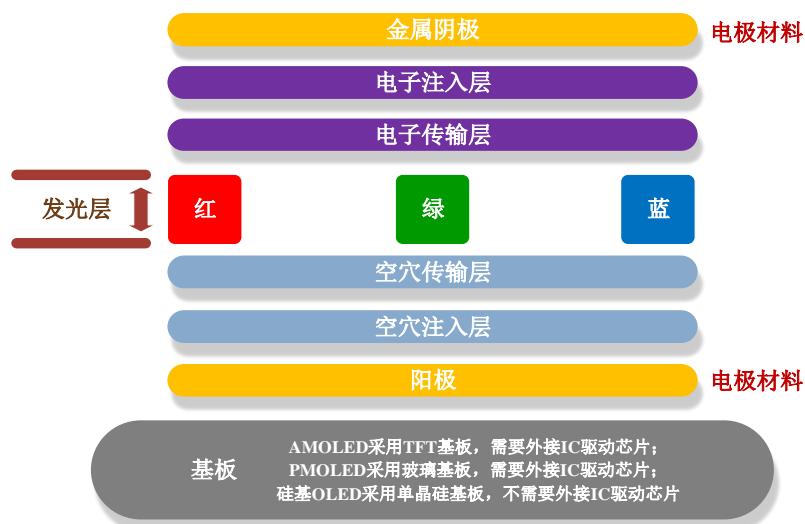 金属阴极
电极材料
电子注入层
电子传输层
发光层
红
绿
蓝
空穴传输层
空穴注入层
阳极
电极材料
基板
AMOLED采用TFT基板，需要外接IC驱动芯片；
PMOLED采用玻璃基板，需要外接IC驱动芯片；
硅基OLED采用单晶硅基板，不需要外接IC驱动芯片